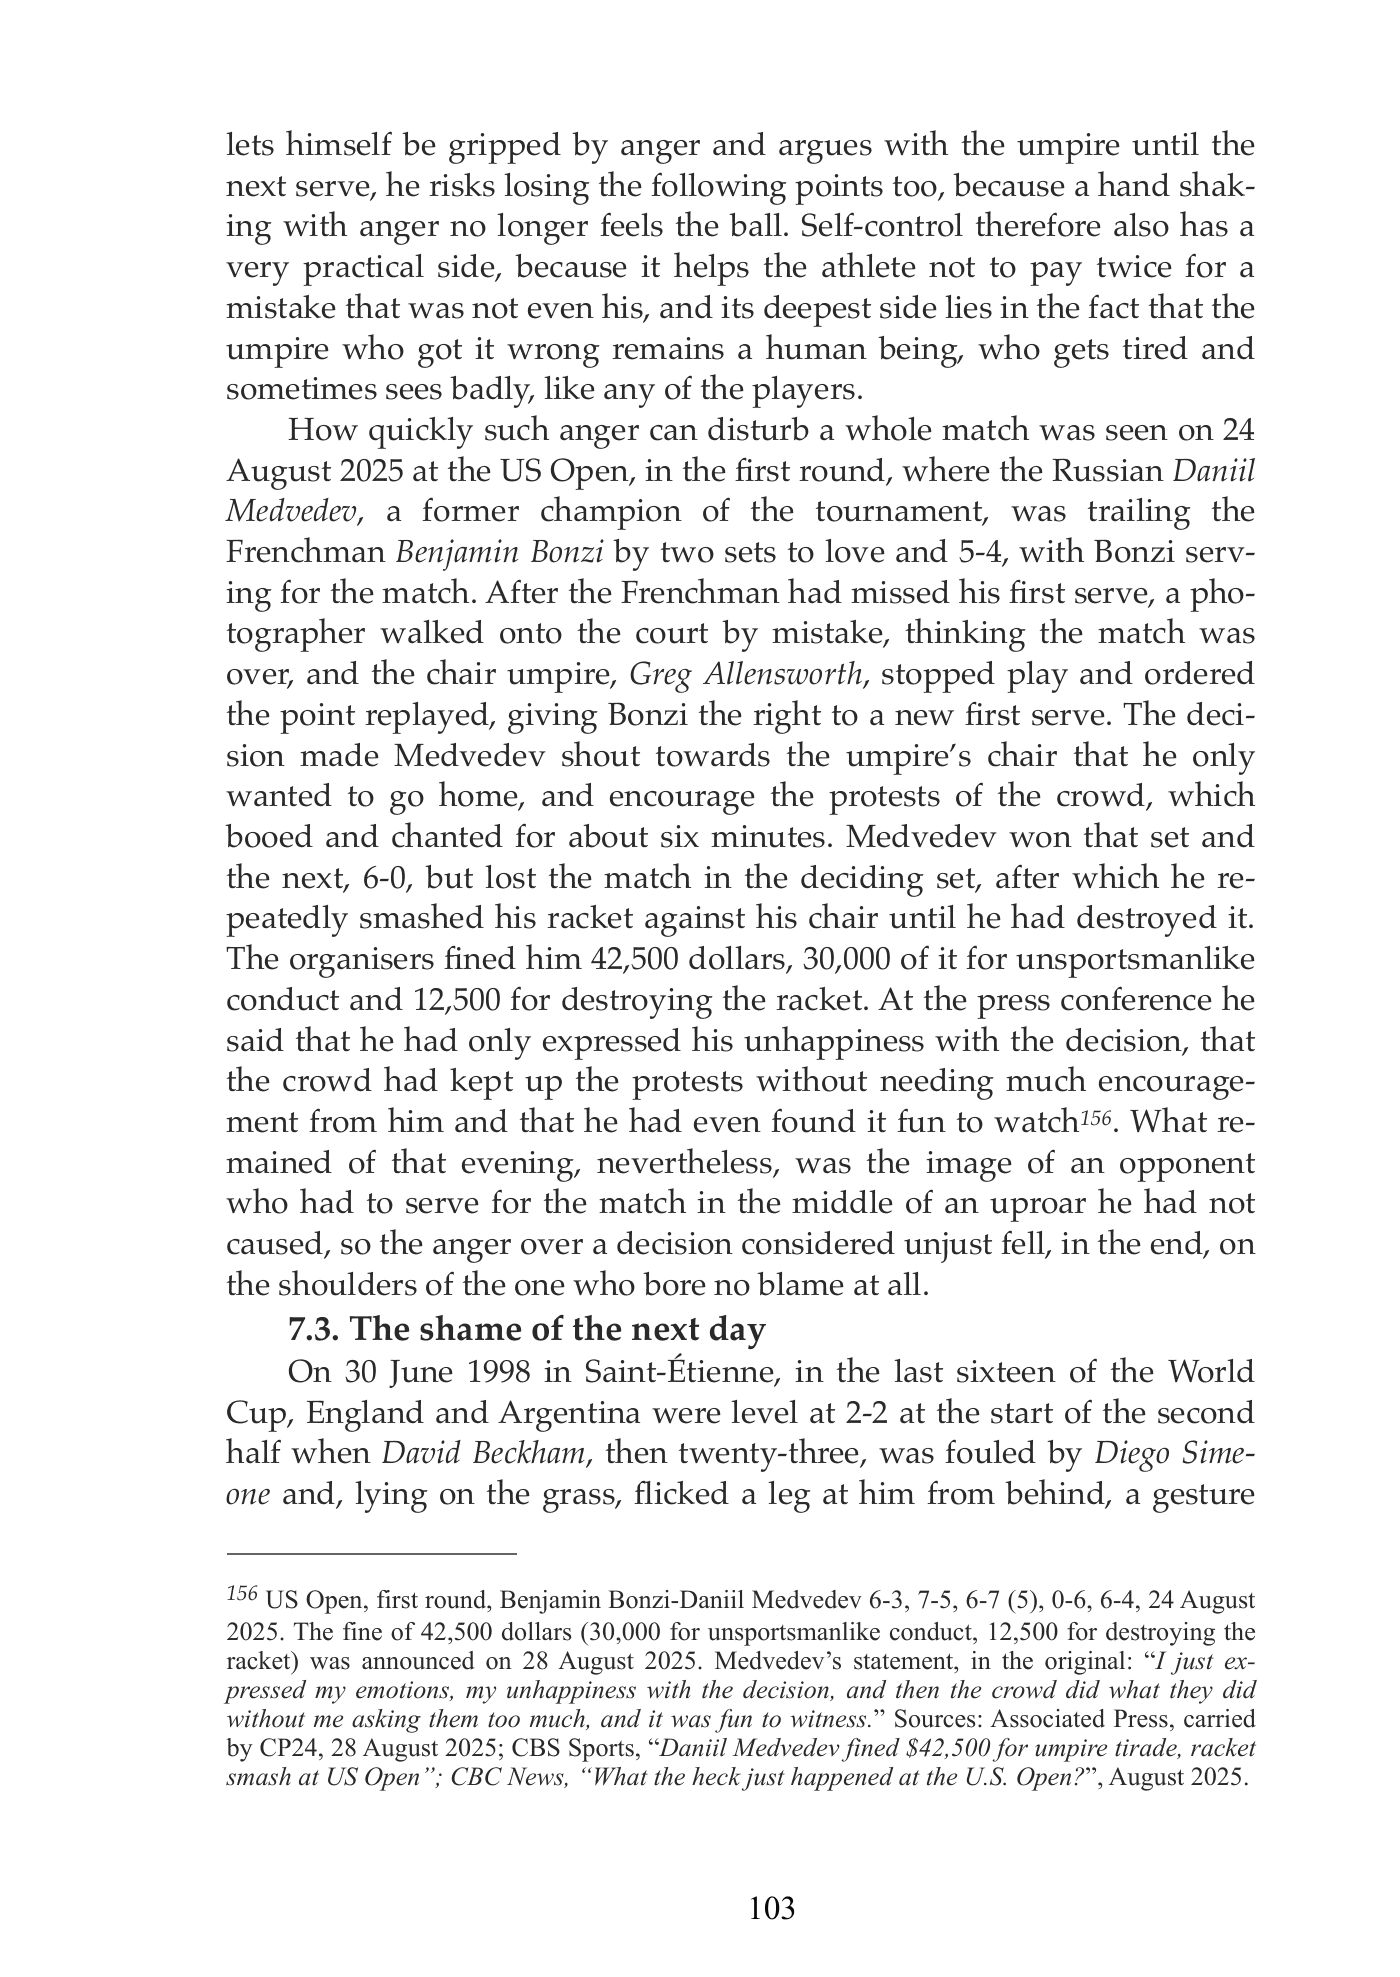 lets himself be gripped by anger and argues with the umpire until the
next serve, he risks losing the following points too, because a hand shak-
ing with anger no longer feels the ball. Self-control therefore also has a
very practical side, because it helps the athlete not to pay twice for a
mistake that was not even his, and its deepest side lies in the fact that the
umpire who got it wrong remains a human being, who gets tired and
sometimes sees badly, like any of the players.
How quickly such anger can disturb a whole match was seen on 24
August 2025 at the US Open, in the first round, where the Russian Daniil
Medvedev, a former champion of the tournament, was trailing the
Frenchman Benjamin Bonzi by two sets to love and 5-4, with Bonzi serv-
ing for the match. After the Frenchman had missed his first serve, a pho-
tographer walked onto the court by mistake, thinking the match was
over, and the chair umpire, Greg Allensworth, stopped play and ordered
the point replayed, giving Bonzi the right to a new first serve. The deci-
sion made Medvedev shout towards the umpire’s chair that he only
wanted to go home, and encourage the protests of the crowd, which
booed and chanted for about six minutes. Medvedev won that set and
the next, 6-0, but lost the match in the deciding set, after which he re-
peatedly smashed his racket against his chair until he had destroyed it.
The organisers fined him 42,500 dollars, 30,000 of it for unsportsmanlike
conduct and 12,500 for destroying the racket. At the press conference he
said that he had only expressed his unhappiness with the decision, that
the crowd had kept up the protests without needing much encourage-
ment from him and that he had even found it fun to watch156. What re-
mained of that evening, nevertheless, was the image of an opponent
who had to serve for the match in the middle of an uproar he had not
caused, so the anger over a decision considered unjust fell, in the end, on
the shoulders of the one who bore no blame at all.
7.3. The shame of the next day
On 30 June 1998 in Saint-Étienne, in the last sixteen of the World
Cup, England and Argentina were level at 2-2 at the start of the second
half when David Beckham, then twenty-three, was fouled by Diego Sime-
one and, lying on the grass, flicked a leg at him from behind, a gesture
156 US Open, first round, Benjamin Bonzi-Daniil Medvedev 6-3, 7-5, 6-7 (5), 0-6, 6-4, 24 August
2025. The fine of 42,500 dollars (30,000 for unsportsmanlike conduct, 12,500 for destroying the
racket) was announced on 28 August 2025. Medvedev’s statement, in the original: “I just ex-
pressed my emotions, my unhappiness with the decision, and then the crowd did what they did
without me asking them too much, and it was fun to witness.” Sources: Associated Press, carried
by CP24, 28 August 2025; CBS Sports, “Daniil Medvedev fined $42,500 for umpire tirade, racket
smash at US Open”; CBC News, “What the heck just happened at the U.S. Open?”, August 2025.
103